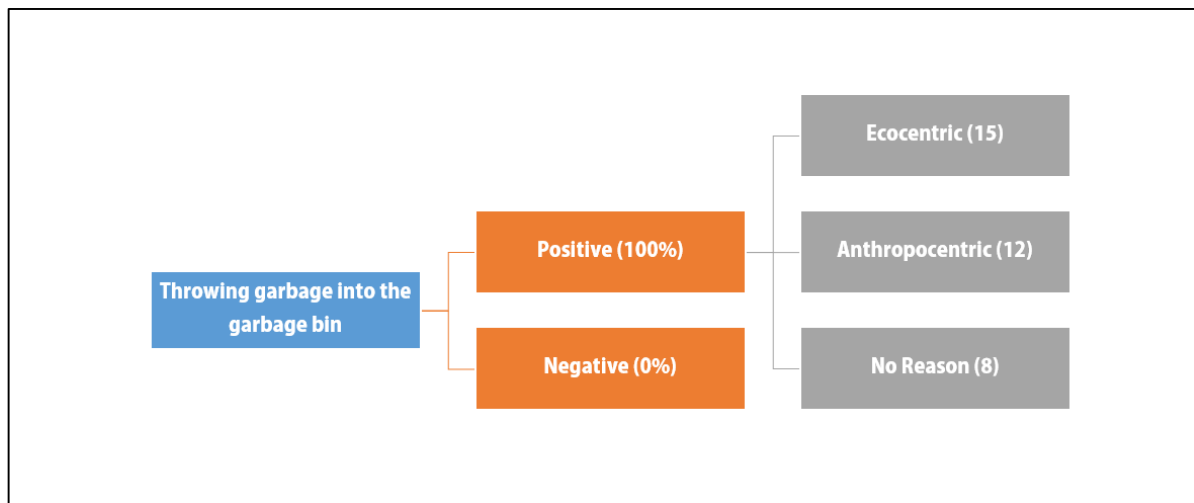 Ecocentric (15)
Positive (100%)
Anthropocentric (12)
Throwing garbage into the
garbage bin
Negative (0%)
No Reason (8)